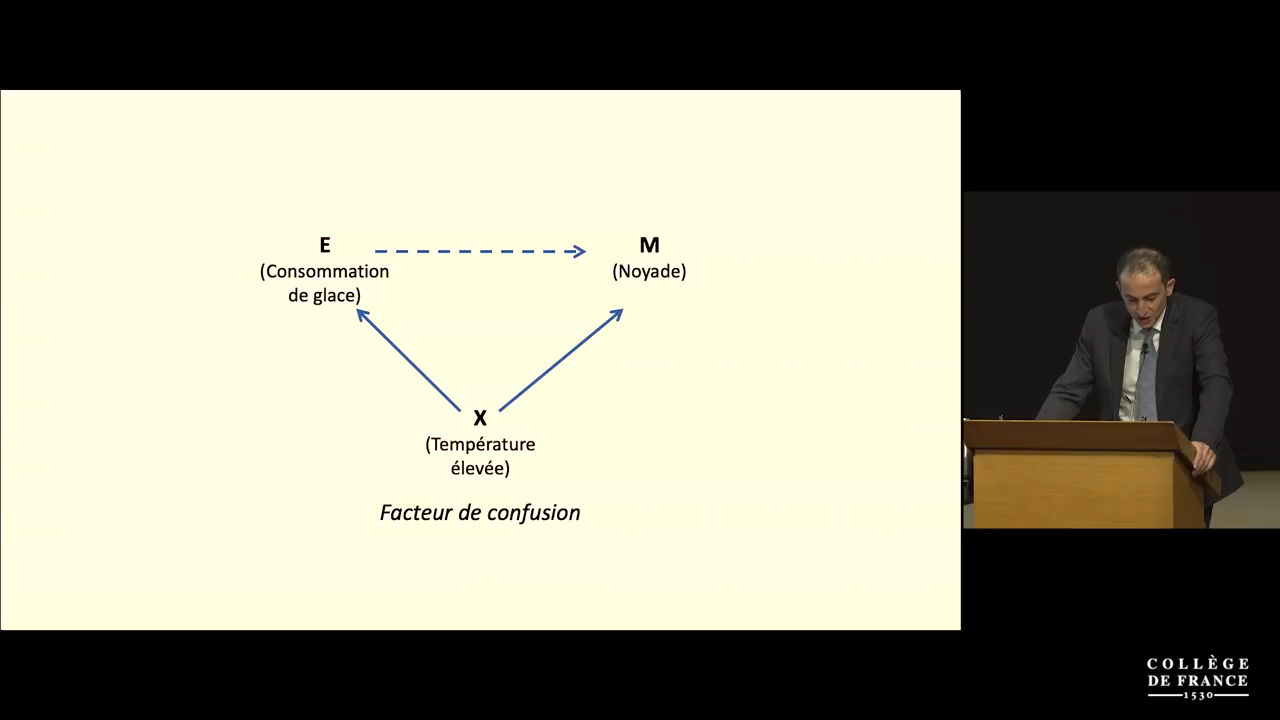 E
(Consommation
de glace)
M
(Noyade)
X
(Température
élevée)
Facteur de confusion
COLLÈGE
DE FRANCE
1530